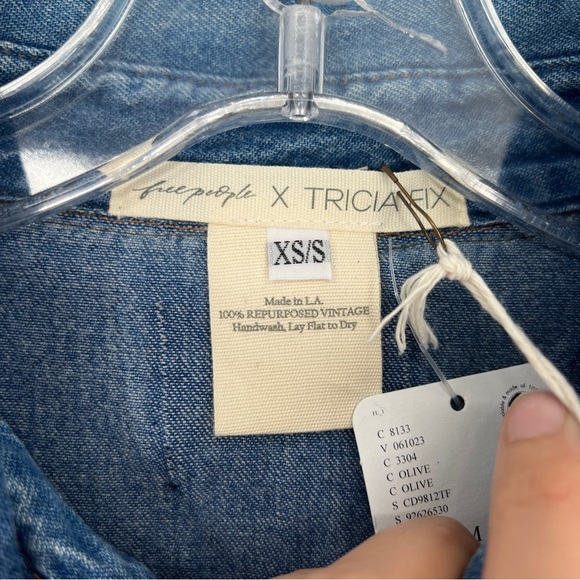 free people X TRICIA FIX
XS/S
Made in L.A.
100% REPURPOSED VINTAGE
Handwash, Lay Flat to Dry
C 8133
V 061023
C 3304
C OLIVE
C OLIVE
S CD9812TF
S 92626530
M